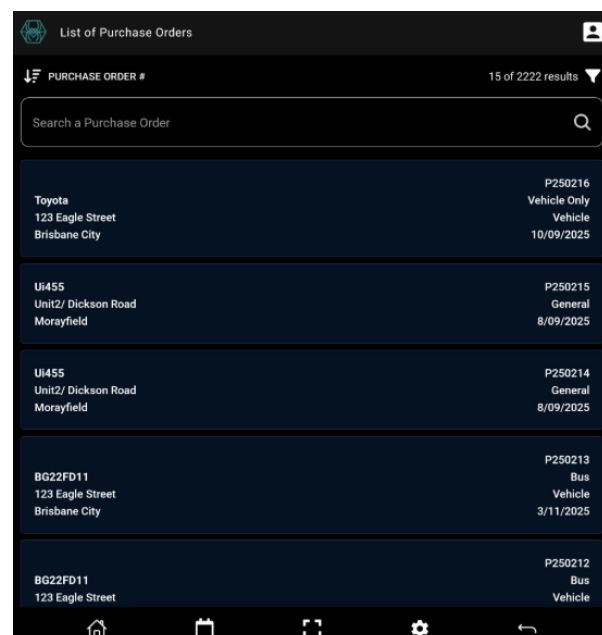 List of Purchase Orders
PURCHASE ORDER #
15 of 2222 results
Search a Purchase Order
P250216
Toyota
Vehicle Only
123 Eagle Street
Vehicle
Brisbane City
10/09/2025
Ui455
P250215
Unit2/ Dickson Road
General
Morayfield
8/09/2025
Ui455
P250214
Unit2/ Dickson Road
General
Morayfield
8/09/2025
P250213
BG22FD11
Bus
123 Eagle Street
Vehicle
Brisbane City
3/11/2025
P250212
BG22FD11
Bus
123 Eagle Street
Vehicle